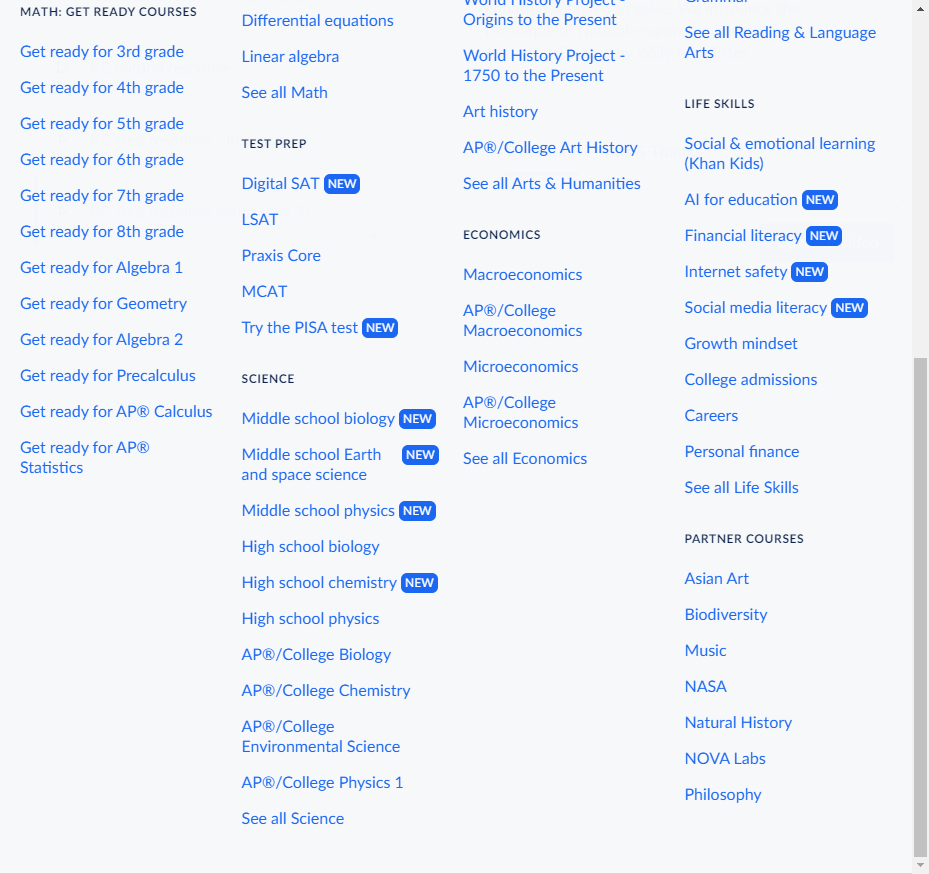 MATH: GET READY COURSES
Get ready for 3rd grade
Get ready for 4th grade
Get ready for 5th grade
Get ready for 6th grade
Get ready for 7th grade
Get ready for 8th grade
Get ready for Algebra 1
Get ready for Geometry
Get ready for Algebra 2
Get ready for Precalculus
Get ready for AP® Calculus
Get ready for AP®
Statistics
Differential equations
Linear algebra
See all Math
TEST PREP
Digital SAT NEW
LSAT
Praxis Core
MCAT
Try the PISA test NEW
SCIENCE
Middle school biology NEW
Middle school Earth NEW
and space science
Middle school physics NEW
High school biology
High school chemistry NEW
High school physics
AP®/College Biology
AP®/College Chemistry
AP®/College
Environmental Science
AP®/College Physics 1
See all Science
World History Project -
Origins to the Present
World History Project -
1750 to the Present
Art history
AP®/College Art History
See all Arts & Humanities
ECONOMICS
Macroeconomics
AP®/College
Macroeconomics
Microeconomics
AP®/College
Microeconomics
See all Economics
Grammar
See all Reading & Language
Arts
LIFE SKILLS
Social & emotional learning
(Khan Kids)
AI for education NEW
Financial literacy NEW
Internet safety NEW
Social media literacy NEW
Growth mindset
College admissions
Careers
Personal finance
See all Life Skills
PARTNER COURSES
Asian Art
Biodiversity
Music
NASA
Natural History
NOVA Labs
Philosophy